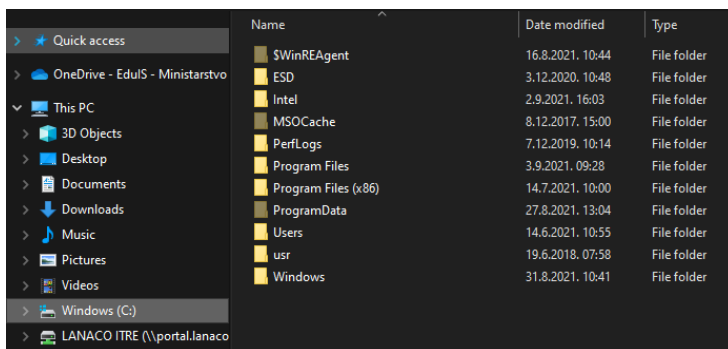 Quick access
OneDrive - EduIS - Ministarstvo
This PC
3D Objects
Desktop
Documents
Downloads
Music
Pictures
Videos
Windows (C:)
LANACO ITRE (\\portal.lanaco
Name Date modified Type
$WinREAgent 16.8.2021. 10:44 File folder
ESD 3.12.2020. 10:48 File folder
Intel 2.9.2021. 16:03 File folder
MSOCache 8.12.2017. 15:00 File folder
PerfLogs 7.12.2019. 10:14 File folder
Program Files 3.9.2021. 09:28 File folder
Program Files (x86) 14.7.2021. 10:00 File folder
ProgramData 27.8.2021. 13:04 File folder
Users 14.6.2021. 10:55 File folder
usr 19.6.2018. 07:58 File folder
Windows 31.8.2021. 10:41 File folder